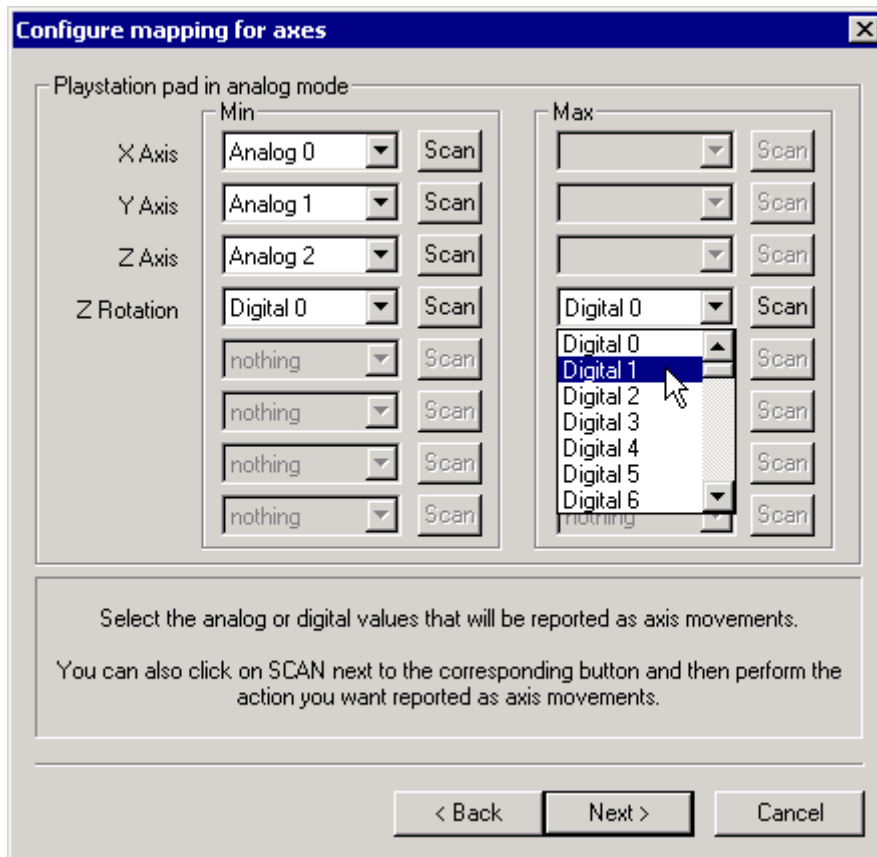 Configure mapping for axes
Playstation pad in analog mode
Min Max
X Axis Analog 0 Scan Scan
Y Axis Analog 1 Scan Scan
Z Axis Analog 2 Scan Scan
Z Rotation Digital 0 Scan Digital 0 Scan
Digital 0
nothing Scan Digital 1 Scan
Digital 2
nothing Scan Digital 3 Scan
Digital 4
nothing Scan Digital 5 Scan
Digital 6
nothing Scan nothing Scan
Select the analog or digital values that will be reported as axis movements.
You can also click on SCAN next to the corresponding button and then perform the
action you want reported as axis movements.
< Back Next > Cancel